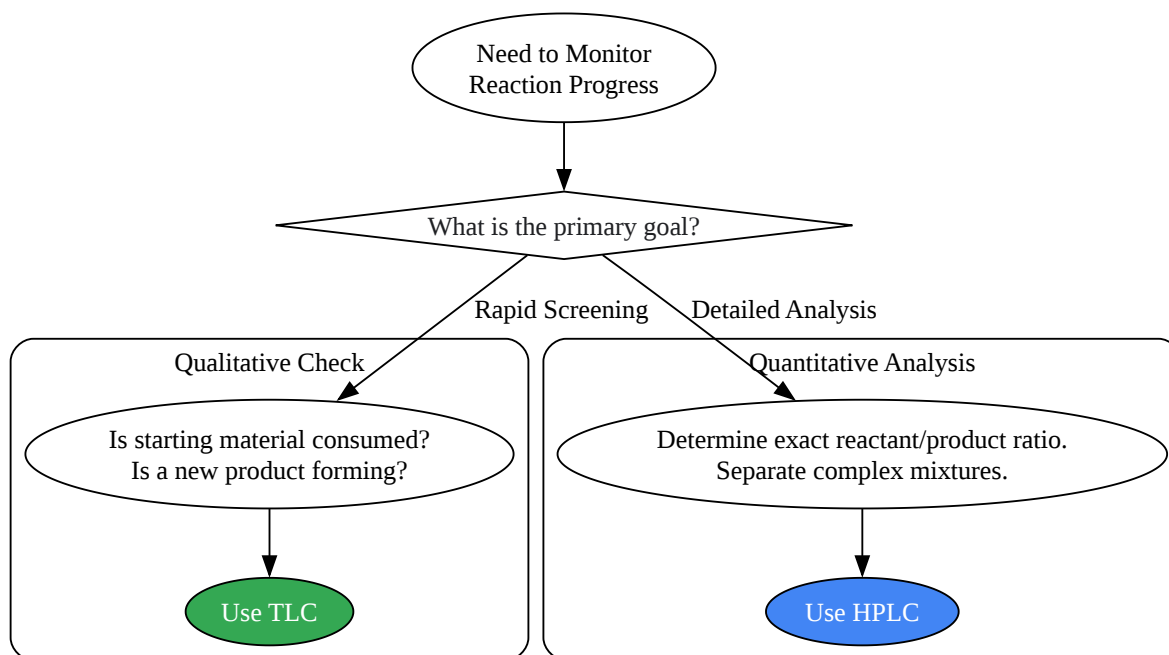 Need to Monitor
Reaction Progress
What is the primary goal?
Rapid Screening
Detailed Analysis
Qualitative Check
Quantitative Analysis
Is starting material consumed?
Is a new product forming?
Determine exact reactant/product ratio.
Separate complex mixtures.
Use TLC
Use HPLC